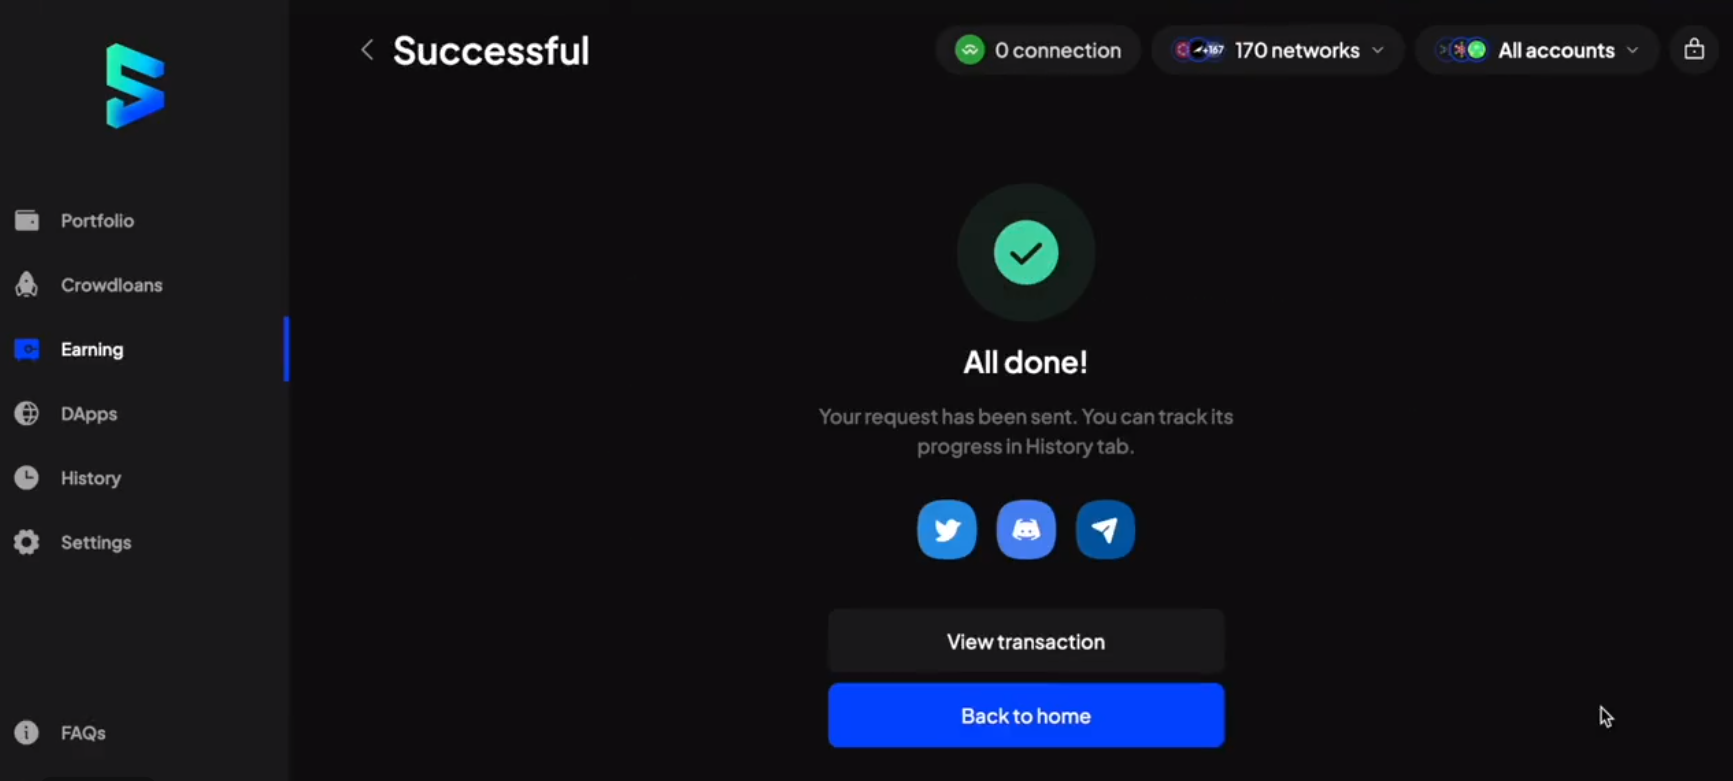 Successful
0 connection
+167
170 networks
All accounts
Portfolio
Crowdloans
Earning
DApps
History
Settings
FAQs
All done!
Your request has been sent. You can track its
progress in History tab.
View transaction
Back to home